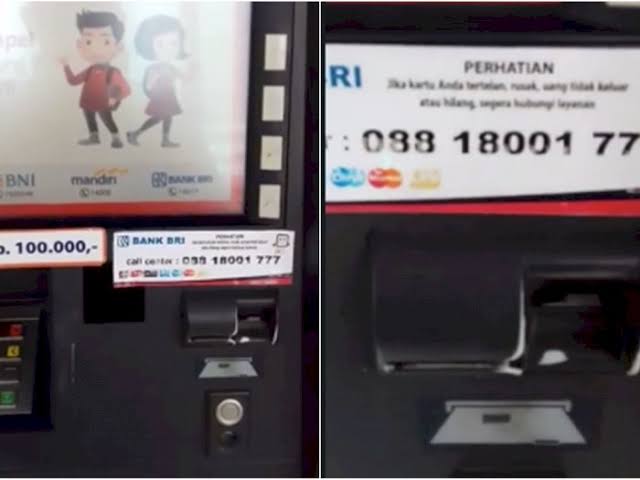 BNI
mandiri
BANK BRI
p. 100.000,-
BANK BRI
PERHATIAN
call center : 088 18001 777
BRI
PERHATIAN
Jika kartu Anda tertelan, rusak, uang tidak keluar
atau hilang, segera hubungi layanan
: 088 18001 77